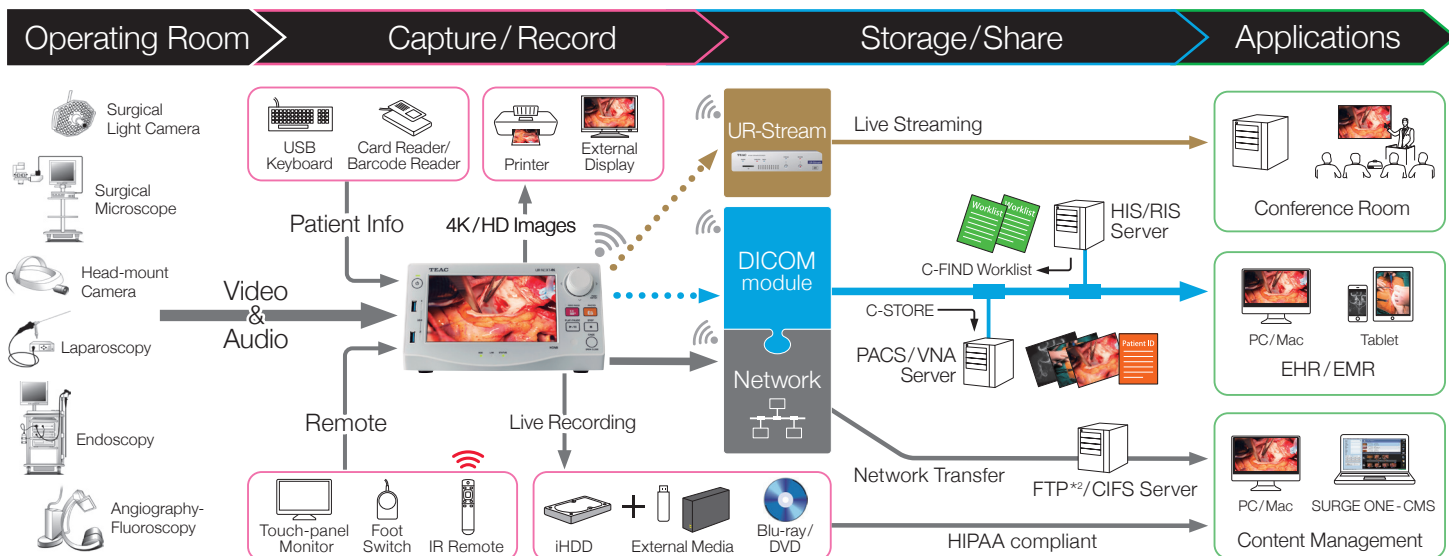 Operating Room
Capture/Record
Storage/Share
Applications
Surgical
Light Camera
Surgical
Microscope
Head-mount
Camera
Laparoscopy
Endoscopy
Angiography-
Fluoroscopy
Video
&
Audio
USB
Keyboard
Card Reader/
Barcode Reader
Patient Info
Printer
External
Display
4K/HD Images
TEAC
Remote
Live Recording
Touch-panel
Monitor
Foot
Switch
IR Remote
iHDD
+
External Media
Blu-ray/
DVD
UR-Stream
TEAC
DICOM
module
Network
Live Streaming
Worklist
Worklist
HIS/RIS
Server
C-FIND Worklist
C-STORE
PACS/VNA
Server
Patient ID
Network Transfer
FTP*2/CIFS Server
HIPAA compliant
Conference Room
PC/Mac
Tablet
EHR/EMR
PC/Mac
SURGE ONE-CMS
Content Management